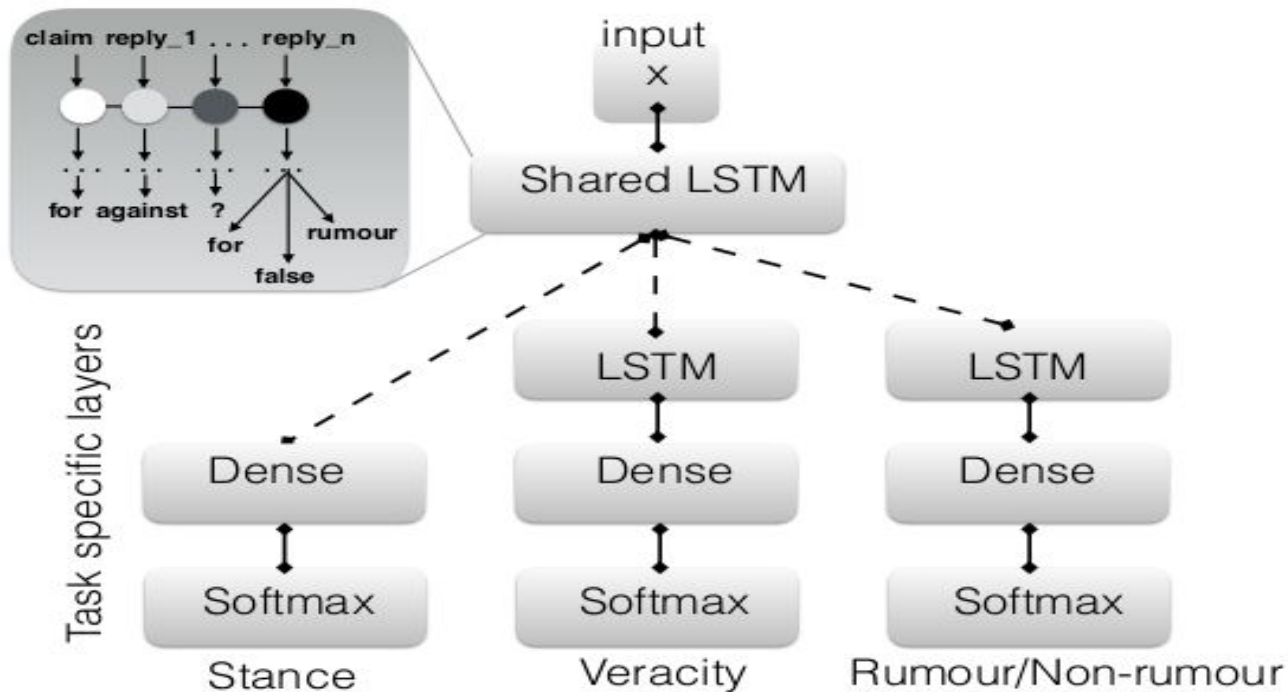 claim reply_1 . . . reply_n
. . . . . . . . . . . .
for against ?
for
rumour
false
input
x
Shared LSTM
Task specific layers
LSTM LSTM
Dense Dense Dense
Softmax Softmax Softmax
Stance Veracity Rumour/Non-rumour